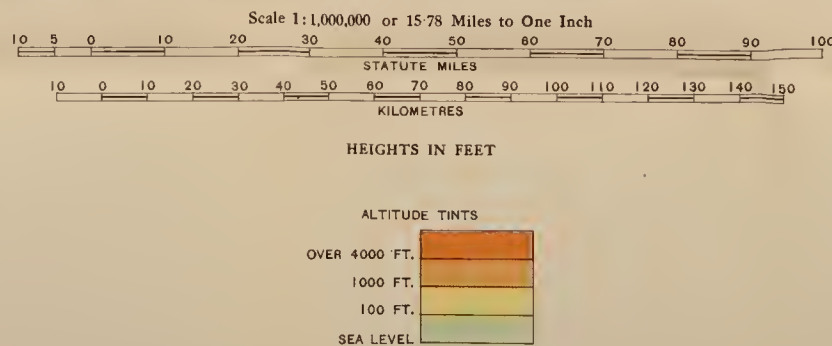 Scale 1:1,000,000 or 15·78 Miles to One Inch
10 5 0 10 20 30 40 50 60 70 80 90 100
STATUTE MILES
10 0 10 20 30 40 50 60 70 80 90 100 110 120 130 140 150
KILOMETRES
HEIGHTS IN FEET
ALTITUDE TINTS
OVER 4000 FT.
1000 FT.
100 FT.
SEA LEVEL